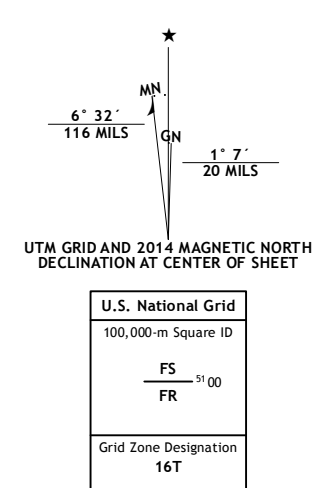 ★
MN
6° 32´
116 MILS
GN
1° 7´
20 MILS
UTM GRID AND 2014 MAGNETIC NORTH
DECLINATION AT CENTER OF SHEET
U.S. National Grid
100,000-m Square ID
FS
51 00
FR
Grid Zone Designation
16T